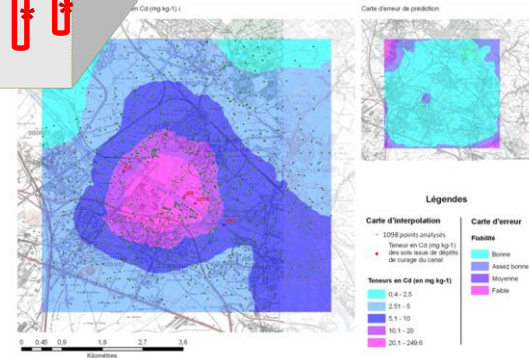 en Cd (mg kg-1)
Carte d'erreur de prédiction
Légendes
Carte d'interpolation
Carte d'erreur
1098 points analysés
Teneur en Cd (mg kg-1)
des sols issus de dépôts
de curage du canal
Fiabilité
Bonne
Assez bonne
Moyenne
Faible
Teneurs en Cd (en mg kg-1)
0,4 - 2,5
2,51 - 5
5.1 - 10
10.1 - 20
20.1 - 249.6
0 0,45 0,9 1,8 2,7 3,6
Kilomètres